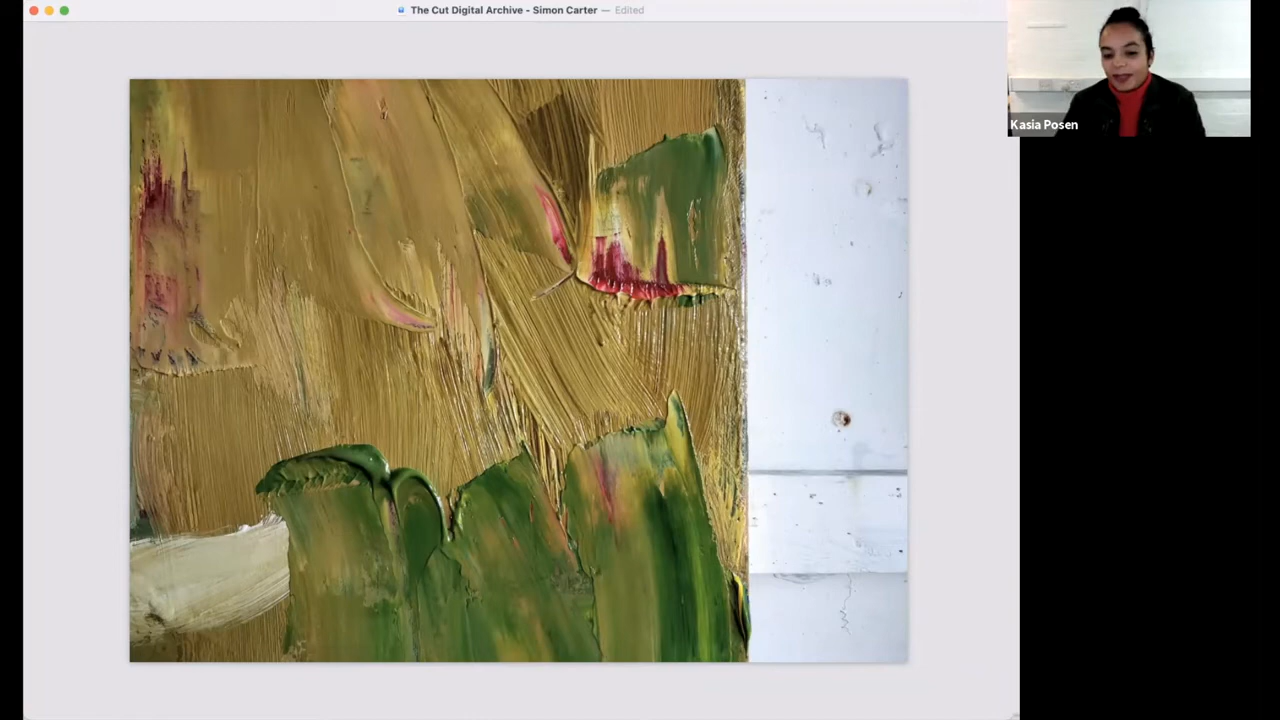 The Cut Digital Archive - Simon Carter — Edited
Kasia Posen